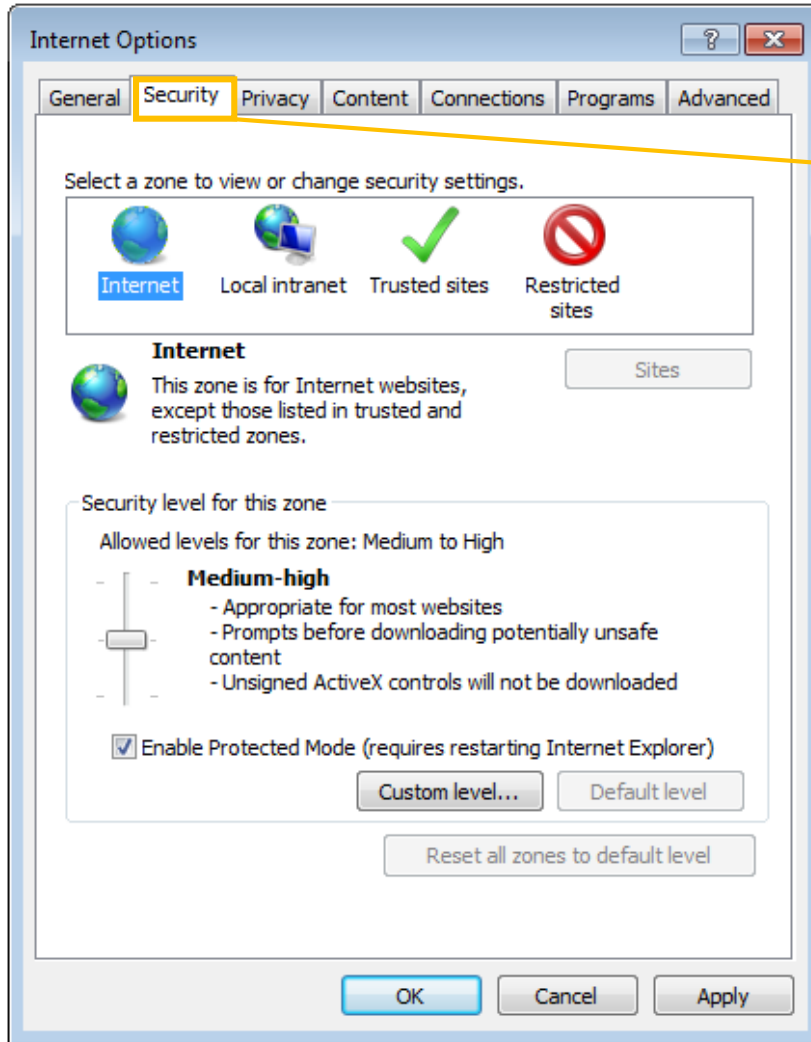 Internet Options
General Security Privacy Content Connections Programs Advanced
Select a zone to view or change security settings.
Internet Local intranet Trusted sites Restricted
sites
Internet
Sites
This zone is for Internet websites,
except those listed in trusted and
restricted zones.
Security level for this zone
Allowed levels for this zone: Medium to High
Medium-high
- Appropriate for most websites
- Prompts before downloading potentially unsafe
content
- Unsigned ActiveX controls will not be downloaded
Enable Protected Mode (requires restarting Internet Explorer)
Custom level... Default level
Reset all zones to default level
OK Cancel Apply